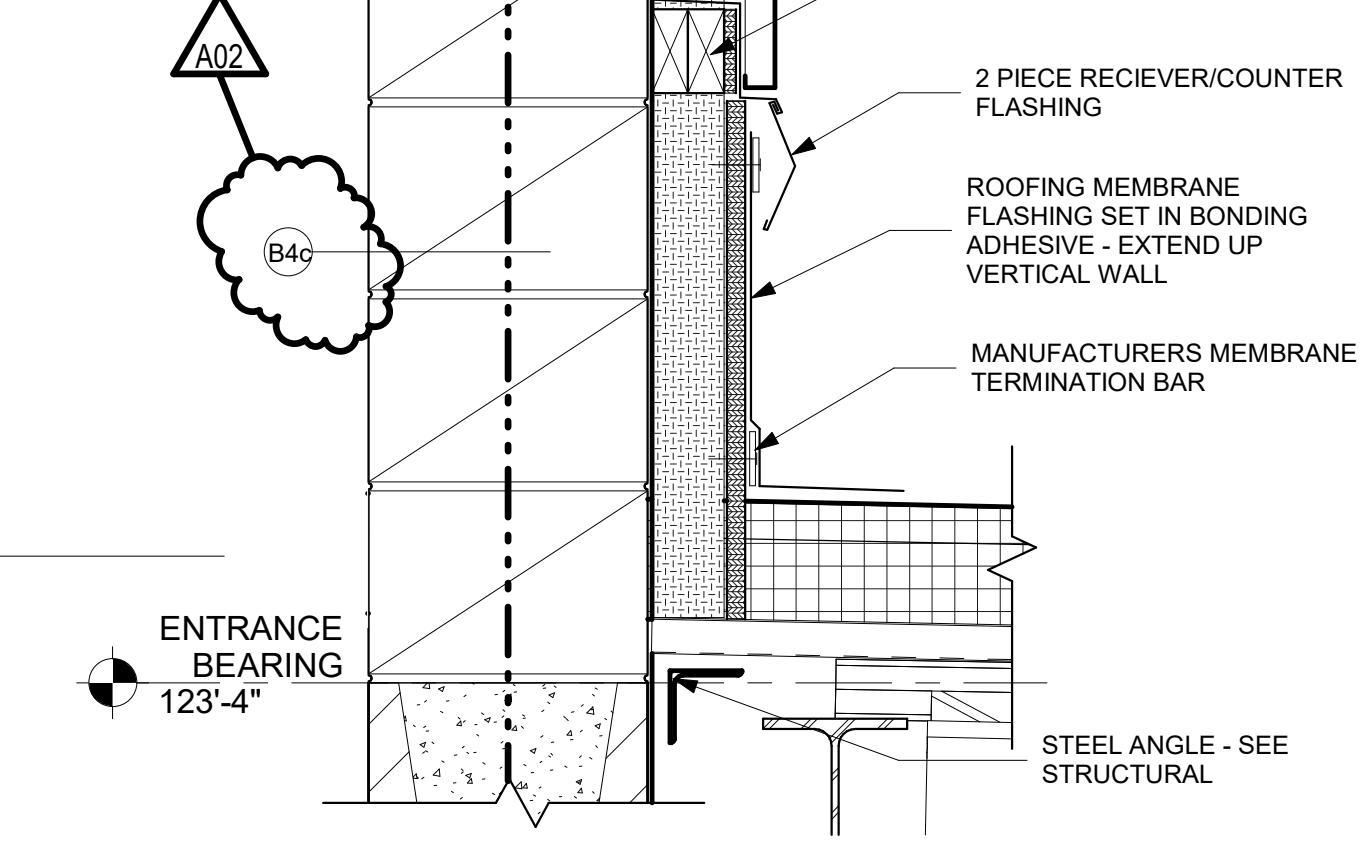 A02
2 PIECE RECIEVER/COUNTER
FLASHING
ROOFING MEMBRANE
FLASHING SET IN BONDING
ADHESIVE - EXTEND UP
VERTICAL WALL
B4c
MANUFACTURERS MEMBRANE
TERMINATION BAR
ENTRANCE
BEARING
123'-4"
STEEL ANGLE - SEE
STRUCTURAL